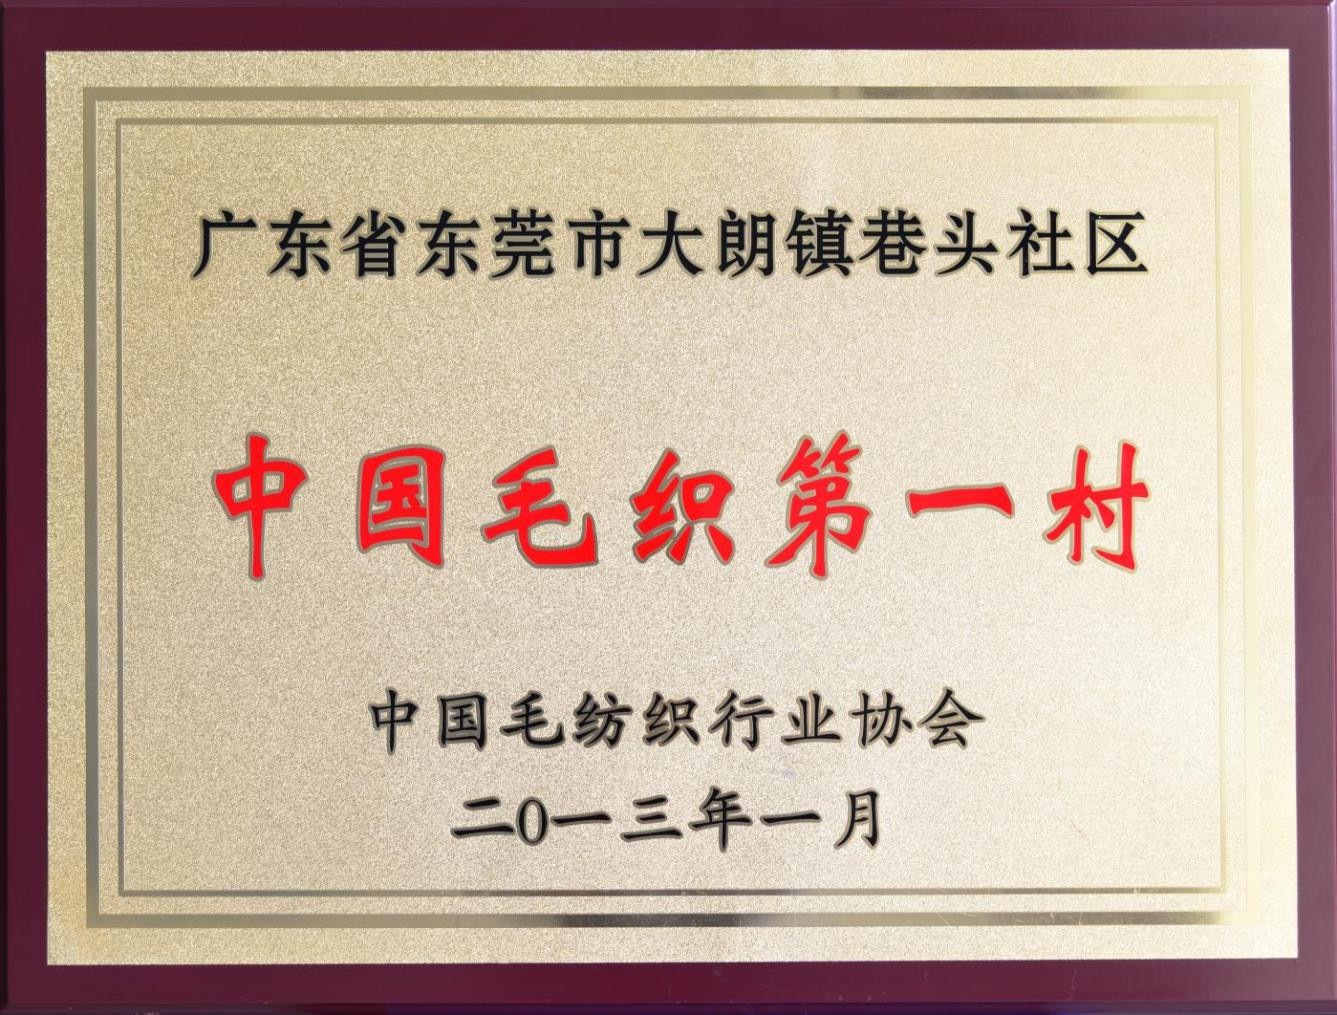 广东省东莞市大朗镇巷头社区
中国毛织第一村
中国毛纺织行业协会
二0一三年一月